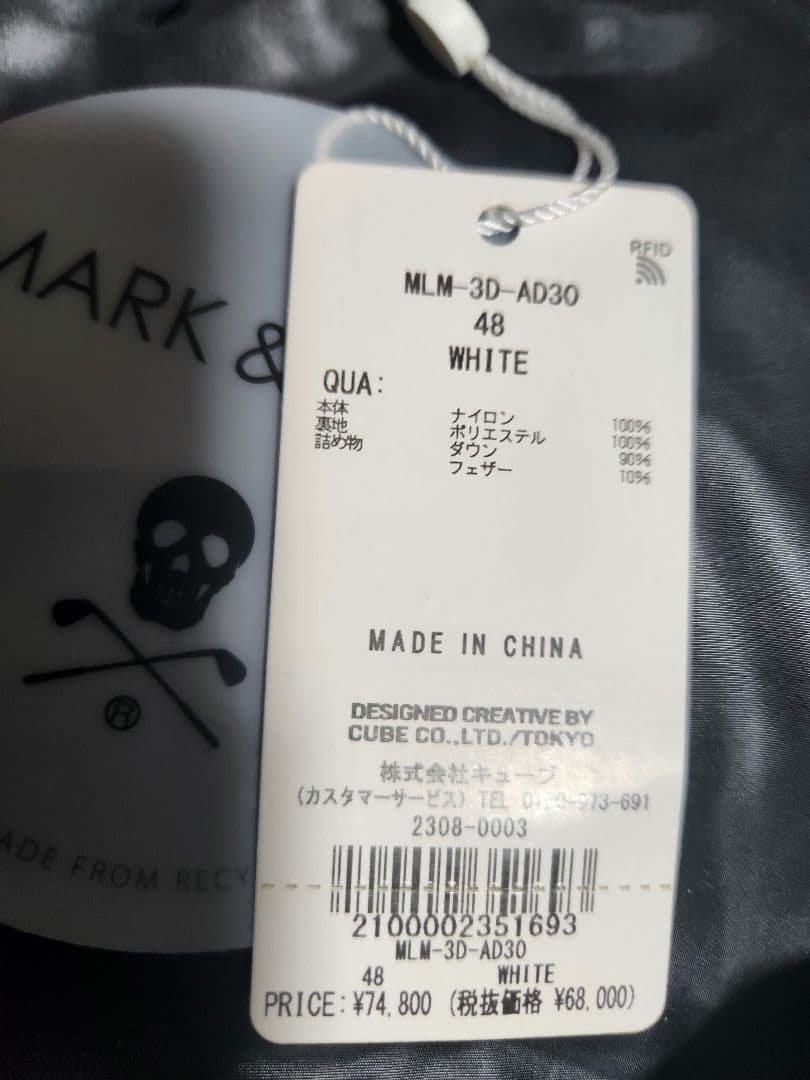 MARK &
®
MADE FROM RECY
RFID
MLM-3D-AD30
48
WHITE
QUA:
本体 ナイロン 100%
裏地 ポリエステル 100%
詰め物 ダウン 90%
フェザー 10%
MADE IN CHINA
DESIGNED CREATIVE BY
CUBE CO.,LTD./TOKYO
株式会社キューブ
(カスタマーサービス) TEL 0120-973-691
2308-0003
2100002351693
MLM-3D-AD30
48 WHITE
PRICE:¥74,800 (税抜価格 ¥68,000)